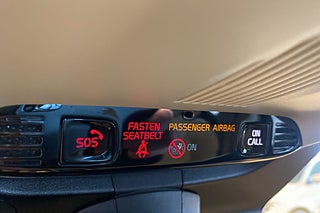 SOS
FASTEN
SEATBELT
PASSENGER AIRBAG
ON
ON
CALL